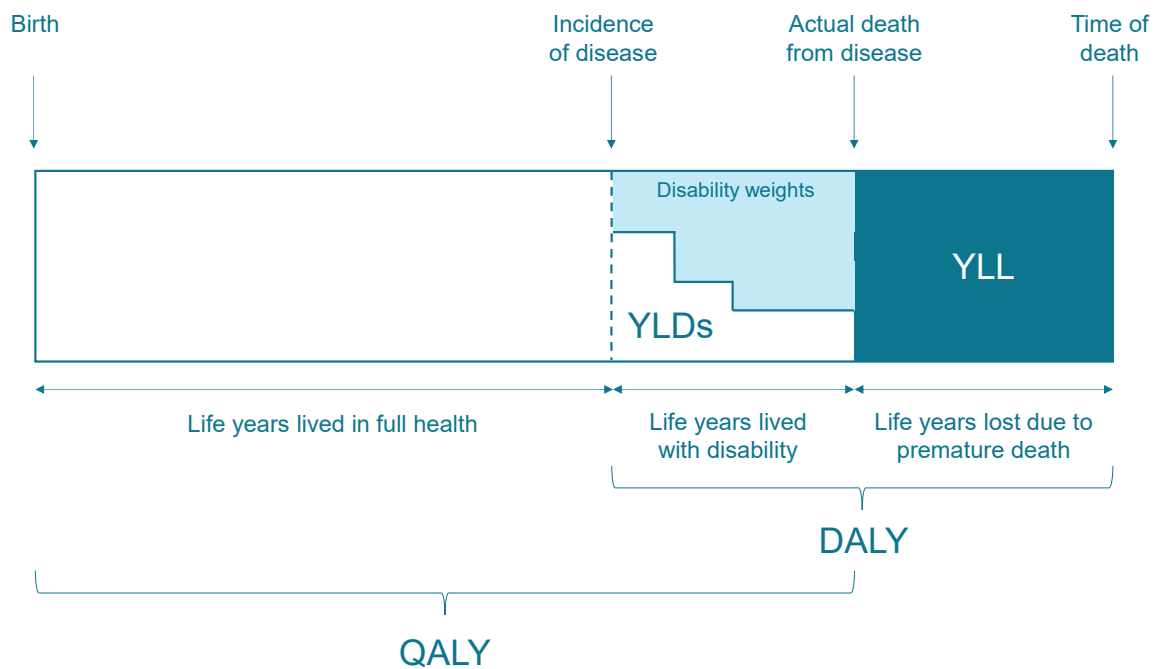 Birth
Incidence
of disease
Actual death
from disease
Time of
death
Disability weights
YLL
YLDs
Life years lived in full health
Life years lived
with disability
Life years lost due to
premature death
DALY
QALY